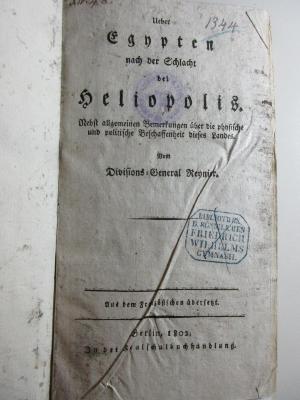 1344
Ueber
Egypten
nach der Schlacht
bei
Heliopolis.
Nebst allgemeinen Bemerkungen über die physische
und politische Beschaffenheit dieses Landes.
Vom
Divisions-General Reynier.
BIBLIOTHEK
D. KÖNIGLICHEN
FRIEDRICH
WILHELMS
GYMNASII.
Aus dem Französischen übersetzt.
Berlin, 1802.
In der Realschulbuchhandlung.